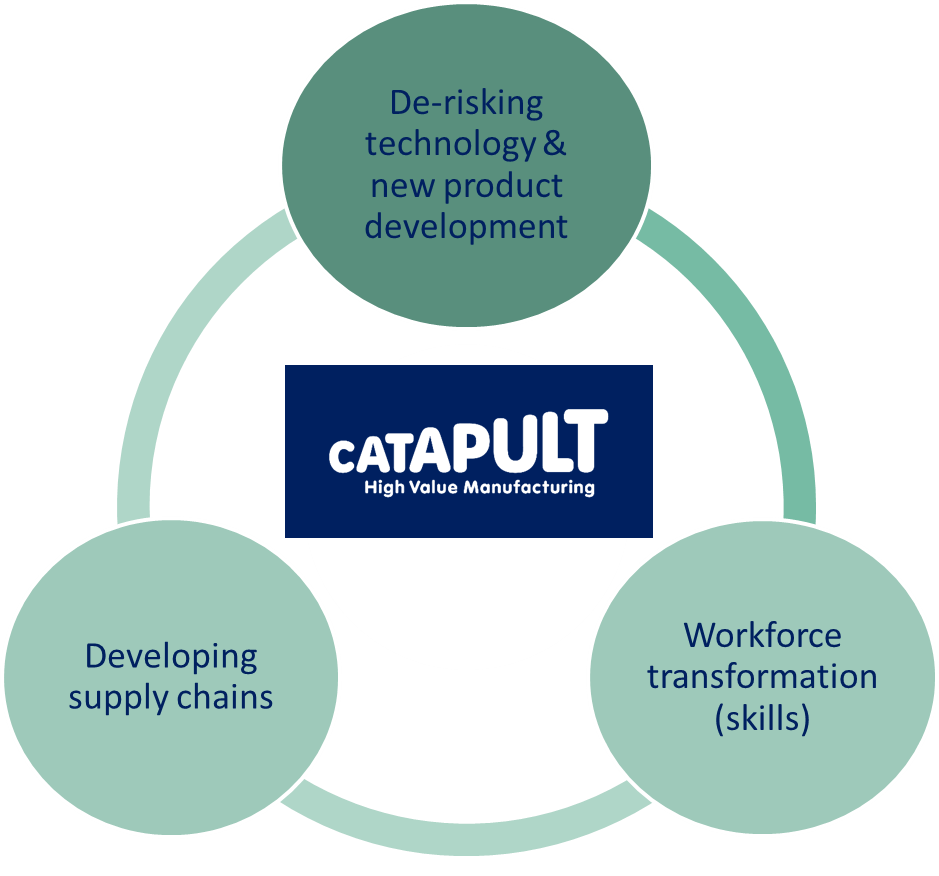 De-risking
technology &
new product
development
CATAPULT
High Value Manufacturing
Developing
supply chains
Workforce
transformation
(skills)